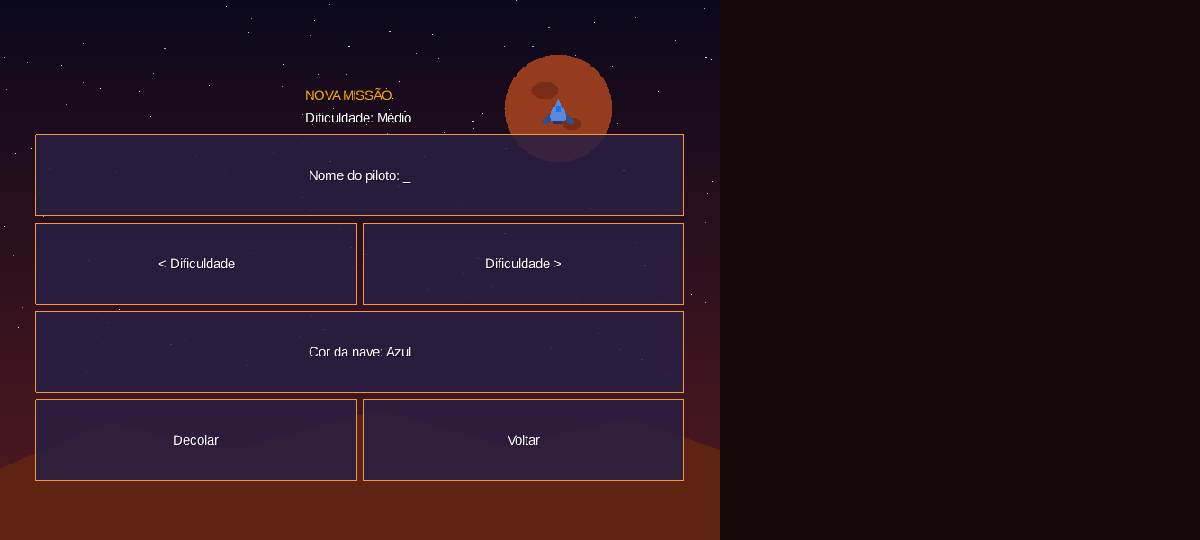 NOVA MISSÃO
Dificuldade: Médio
Nome do piloto: _
< Dificuldade
Dificuldade >
Cor da nave: Azul
Decolar
Voltar